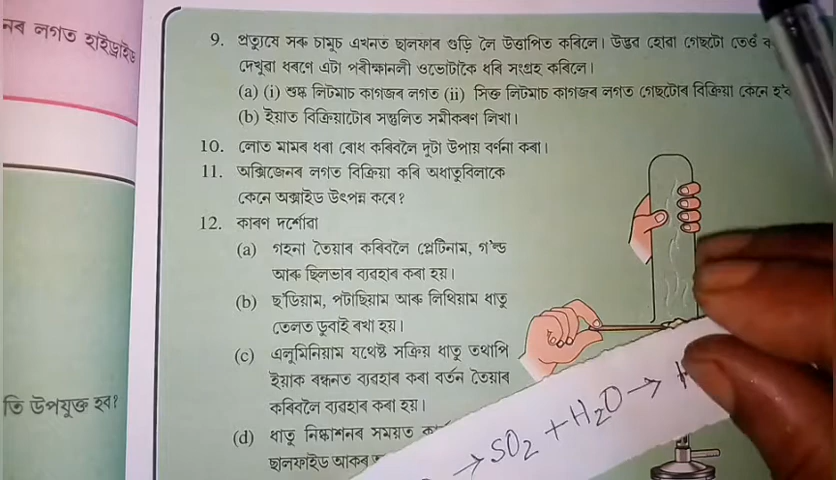 নৰ লগত হাইড্ৰাইড
9. প্ৰত্যুষে সৰু চামুচ এখনত ছালফাৰ গুড়ি লৈ উত্তাপিত কৰিলে। উদ্ভৱ হোৱা গেছটো তেওঁ
দেখুৱা ধৰণে এটা পৰীক্ষানলী ওভোটাকৈ ধৰি সংগ্ৰহ কৰিলে।
(a) (i) শুষ্ক লিটমাচ কাগজৰ লগত (ii) সিক্ত লিটমাচ কাগজৰ লগত গেছটোৰ বিক্ৰিয়া কেনে
(b) ইয়াত বিক্ৰিয়াটোৰ সন্তুলিত সমীকৰণ লিখা।
10. লোত মামৰ ধৰা ৰোধ কৰিবলৈ দুটা উপায় বৰ্ণনা কৰা।
11. অক্সিজেনৰ লগত বিক্ৰিয়া কৰি অধাতুবিলাকে
কেনে অক্সাইড উৎপন্ন কৰে?
12. কাৰণ দৰ্শোৱা
(a) গহনা তৈয়াৰ কৰিবলৈ প্লেটিনাম, গ'ল্ড
আৰু ছিলভাৰ ব্যৱহাৰ কৰা হয়।
(b) ছ'ডিয়াম, পটাছিয়াম আৰু লিথিয়াম ধাতু
তেলত ডুবাই ৰখা হয়।
(c) এলুমিনিয়াম যথেষ্ট সক্ৰিয় ধাতু তথাপি
ইয়াক ৰন্ধনত ব্যৱহাৰ কৰা বৰ্তন তৈয়াৰ
কৰিবলৈ ব্যৱহাৰ কৰা হয়।
তি উপযুক্ত হব?
(d) ধাতু নিষ্কাশনৰ সময়ত
ছালফাইড আকৰ
→ SO₂ + H₂O →